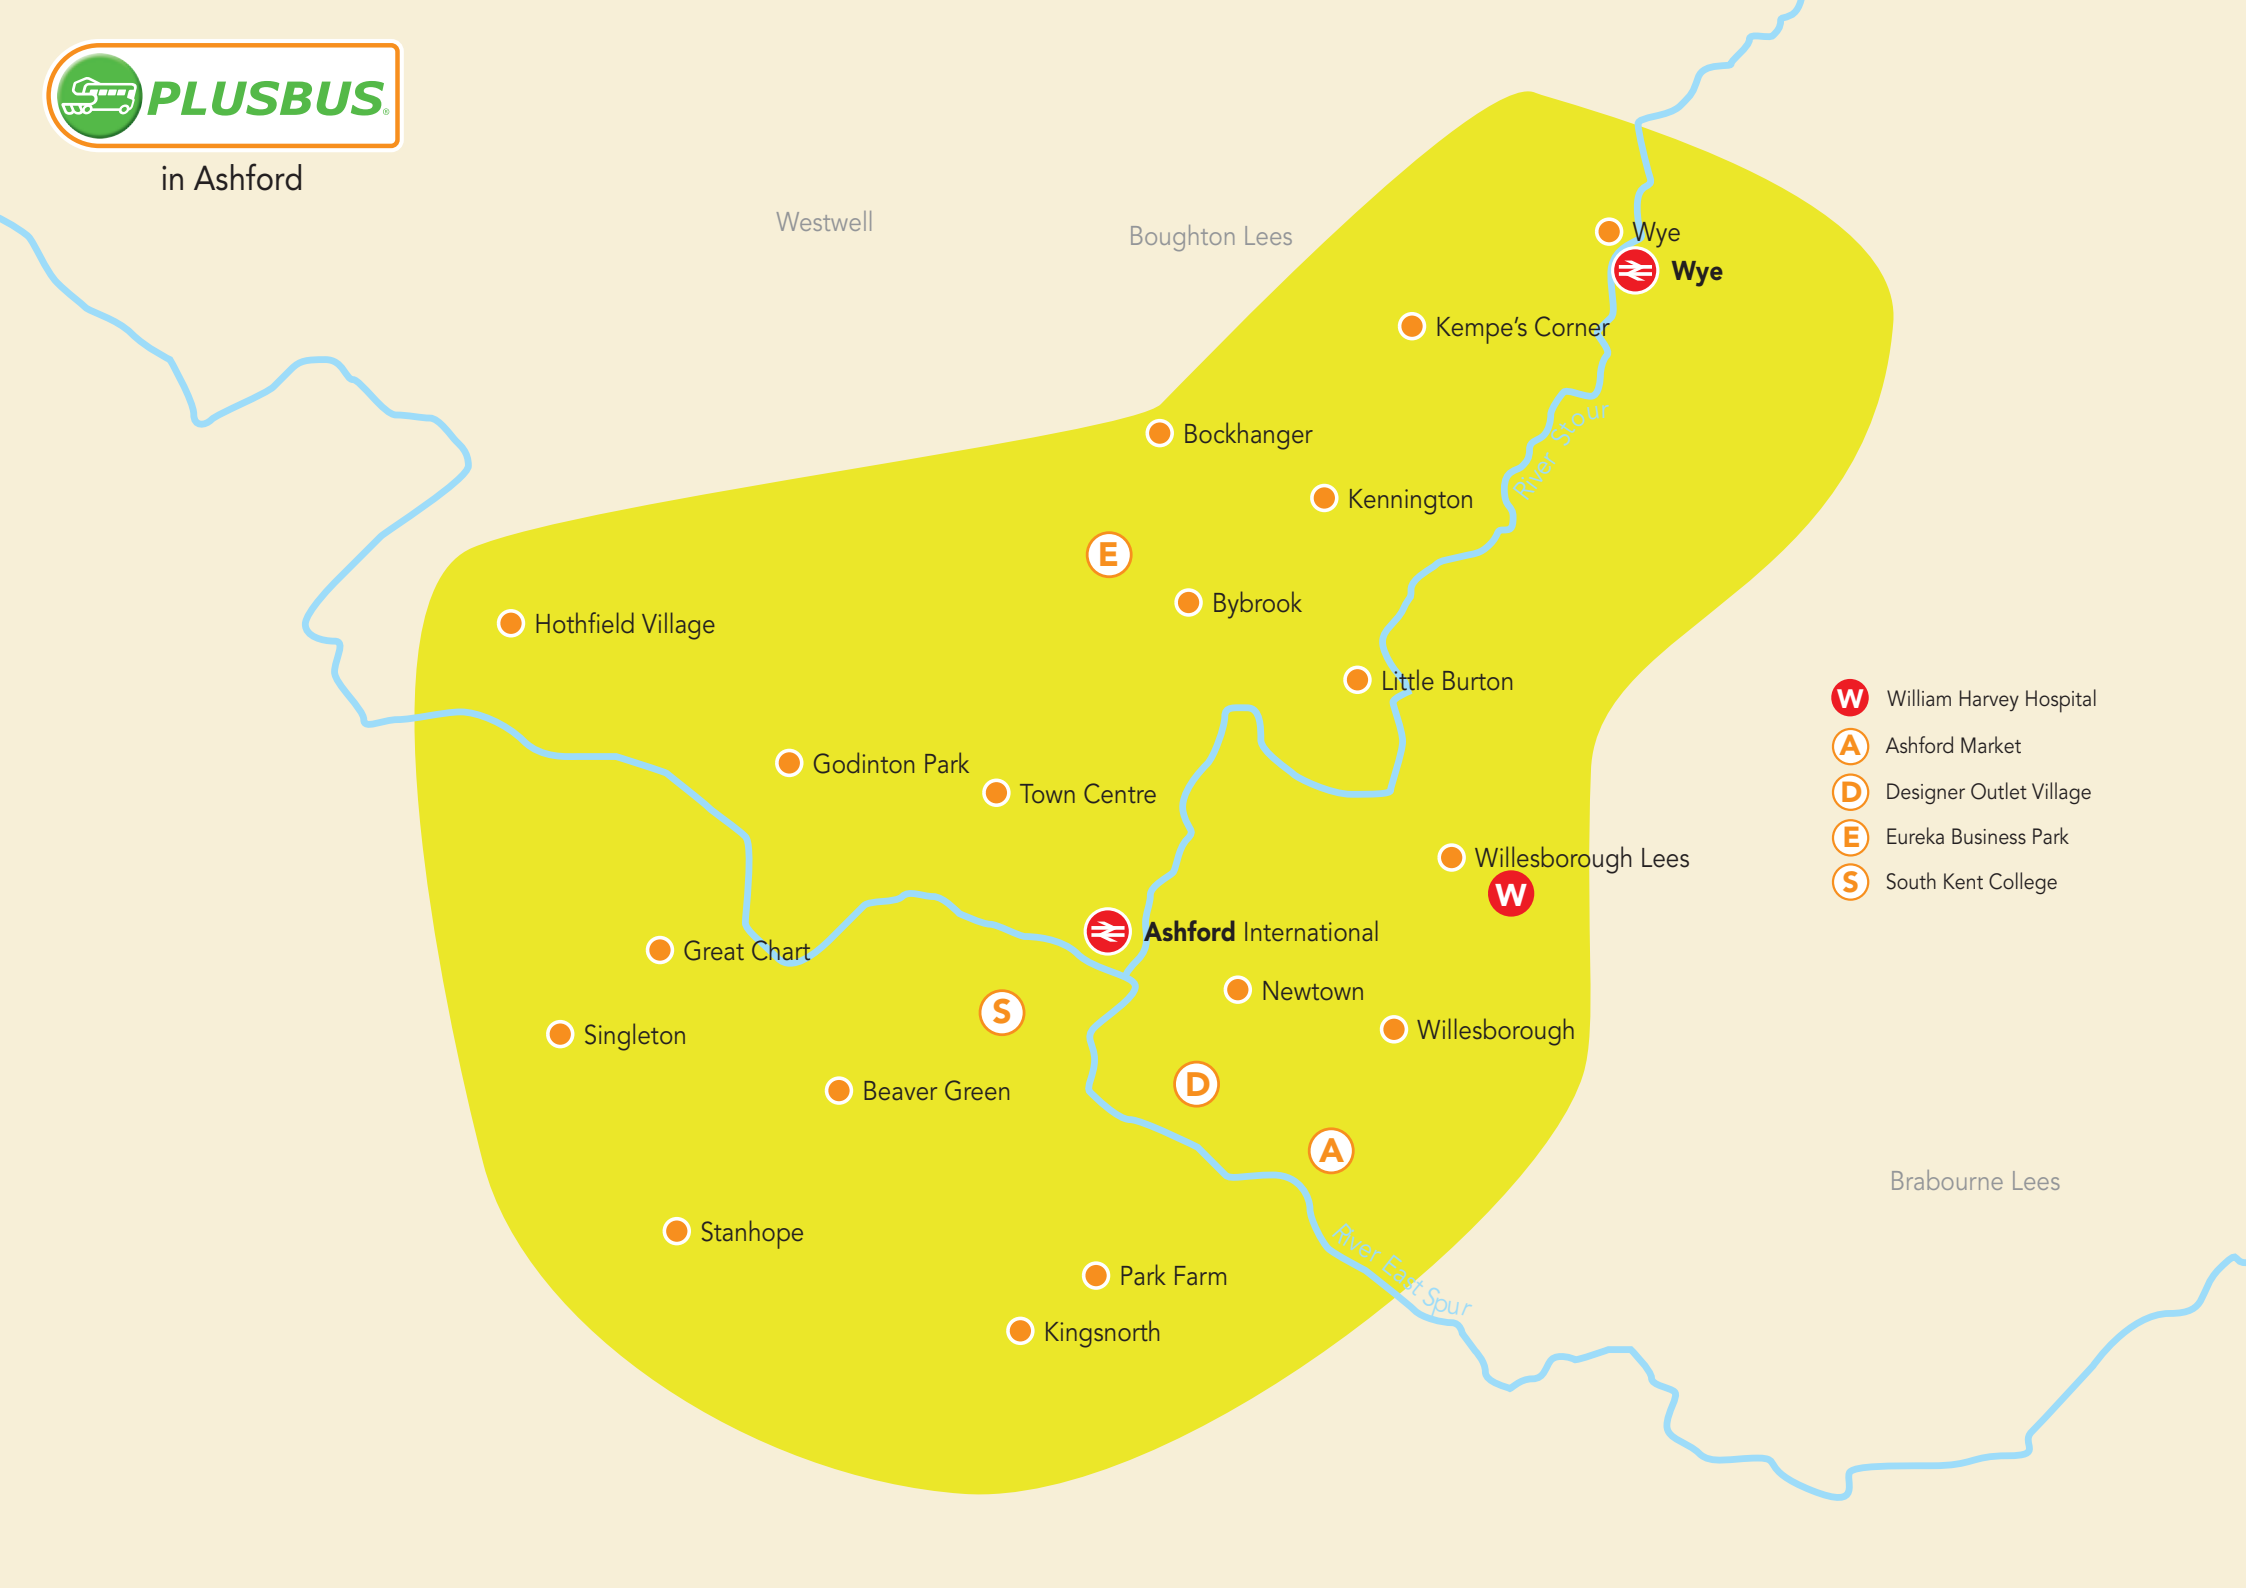 PLUSBUS®
in Ashford
Westwell
Boughton Lees
Wye
Wye
Kempe’s Corner
River Stour
Bockhanger
Kennington
E
Bybrook
Hothfield Village
Little Burton
Godinton Park
Town Centre
Willesborough Lees
W
Ashford International
Great Chart
Newtown
S
Willesborough
Singleton
D
Beaver Green
A
Stanhope
River East Spur
Park Farm
Kingsnorth
W William Harvey Hospital
A Ashford Market
D Designer Outlet Village
E Eureka Business Park
S South Kent College
Brabourne Lees